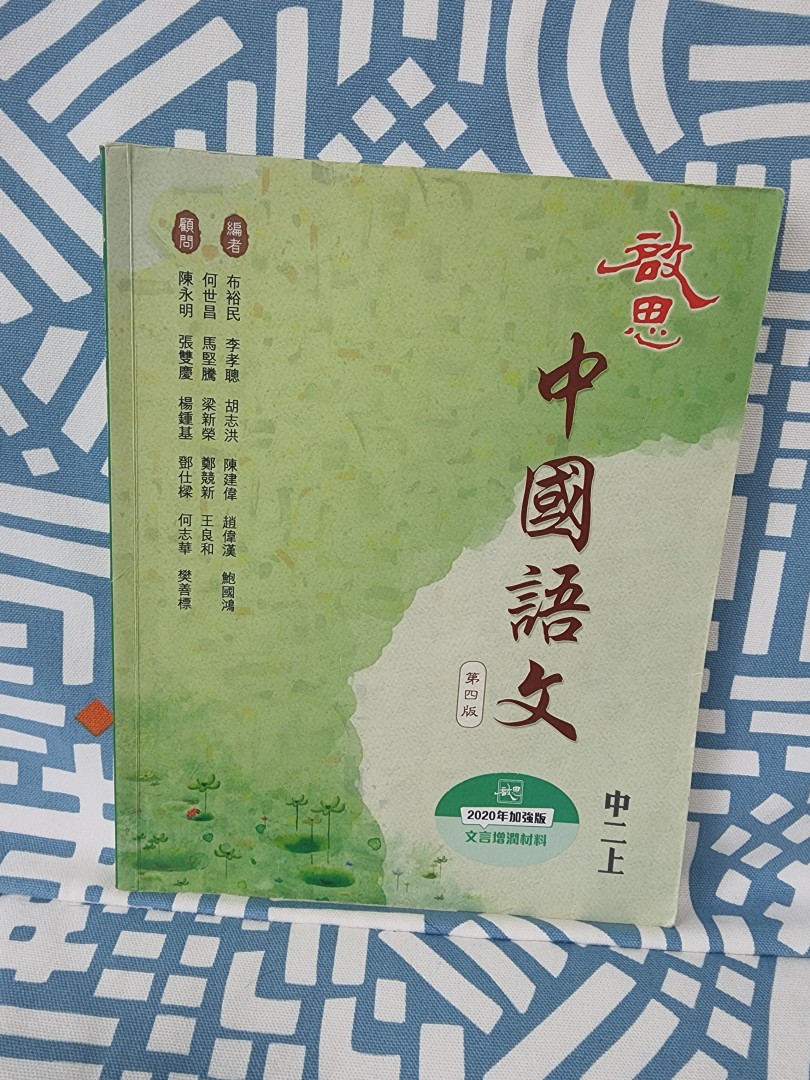 啟思
中國語文
第四版
中二上
啟思
2020年加強版
文言增潤材料
編者
布裕民 李孝聰 胡志洪 陳建偉 趙偉漢 鮑國鴻
何世昌 馬堅騰 梁新榮 鄭競新 王良和
顧問
陳永明 張雙慶 楊鍾基 鄧仕樑 何志華 樊善標